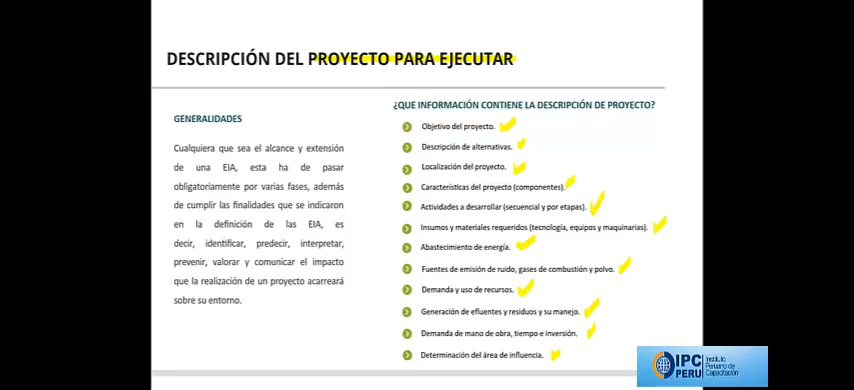 DESCRIPCIÓN DEL PROYECTO PARA EJECUTAR
GENERALIDADES
Cualquiera que sea el alcance y extensión
de una EIA, esta ha de pasar
obligatoriamente por varias fases, además
de cumplir las finalidades que se indicaron
en la definición de las EIA, es
decir, identificar, predecir, interpretar,
prevenir, valorar y comunicar el impacto
que la realización de un proyecto acarreará
sobre su entorno.
¿QUE INFORMACIÓN CONTIENE LA DESCRIPCIÓN DE PROYECTO?
Objetivo del proyecto.
Descripción de alternativas.
Localización del proyecto.
Características del proyecto (componentes).
Actividades a desarrollar (secuencial y por etapas).
Insumos y materiales requeridos (tecnología, equipos y maquinarias).
Abastecimiento de energía.
Fuentes de emisión de ruido, gases de combustión y polvo.
Demanda y uso de recursos.
Generación de efluentes y residuos y su manejo.
Demanda de mano de obra, tiempo e inversión.
Determinación del área de influencia.
IPC
PERU
Instituto
Peruano de
Capacitación